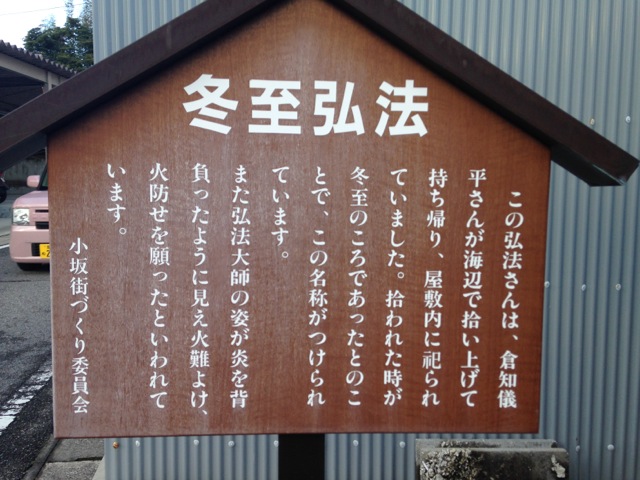 冬至弘法
この弘法さんは、倉知儀
平さんが海辺で拾い上げて
持ち帰り、屋敷内に祀られ
ていました。拾われた時が
冬至のころであったとのこ
とで、この名称がつけられ
ています。
また弘法大師の姿が炎を背
負ったように見え火難よけ、
火防せを願ったといわれて
います。
小坂街づくり委員会